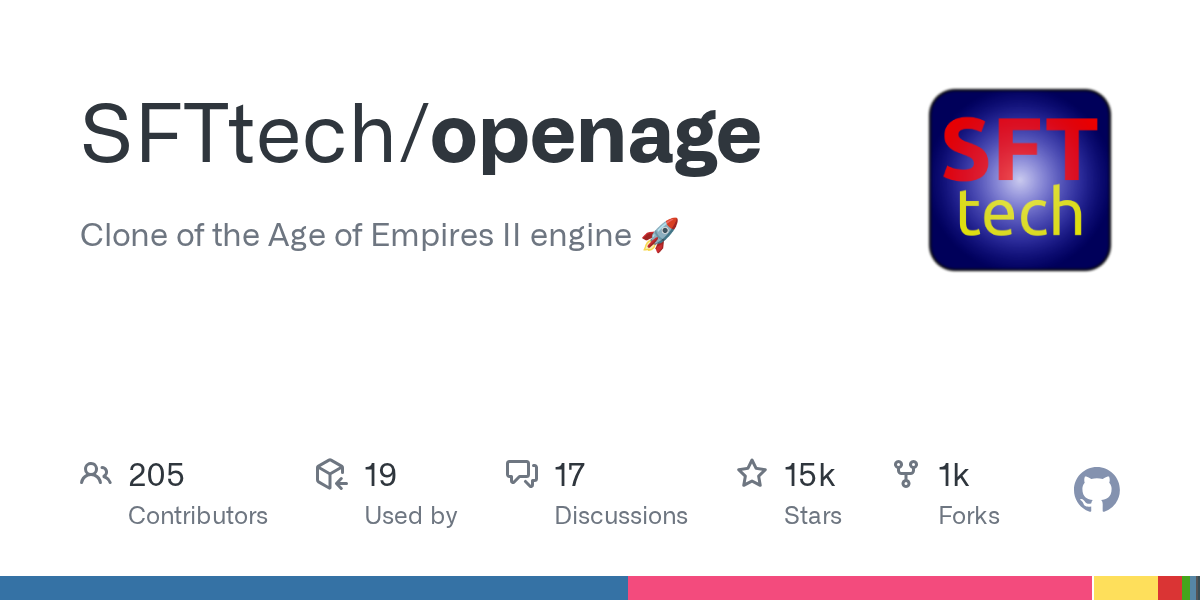 SFTtech/openage
Clone of the Age of Empires II engine 🚀
SFT
tech
205
Contributors
19
Used by
17
Discussions
15k
Stars
1k
Forks